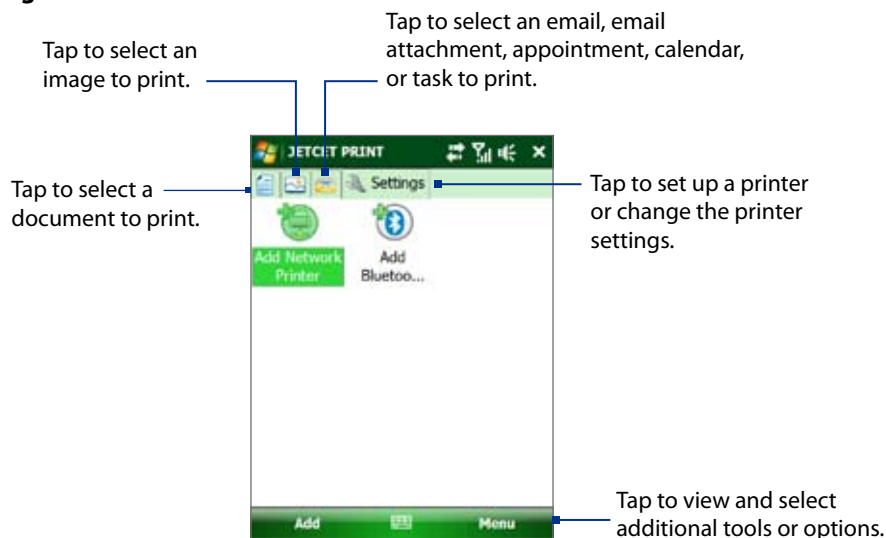 Tap to select an email, email
attachment, appointment, calendar,
or task to print.
Tap to select an
image to print.
JETCET PRINT
Settings
Tap to select a
document to print.
Tap to set up a printer
or change the printer
settings.
Add Network
Printer
Add
Bluetoo...
Add
Menu
Tap to view and select
additional tools or options.